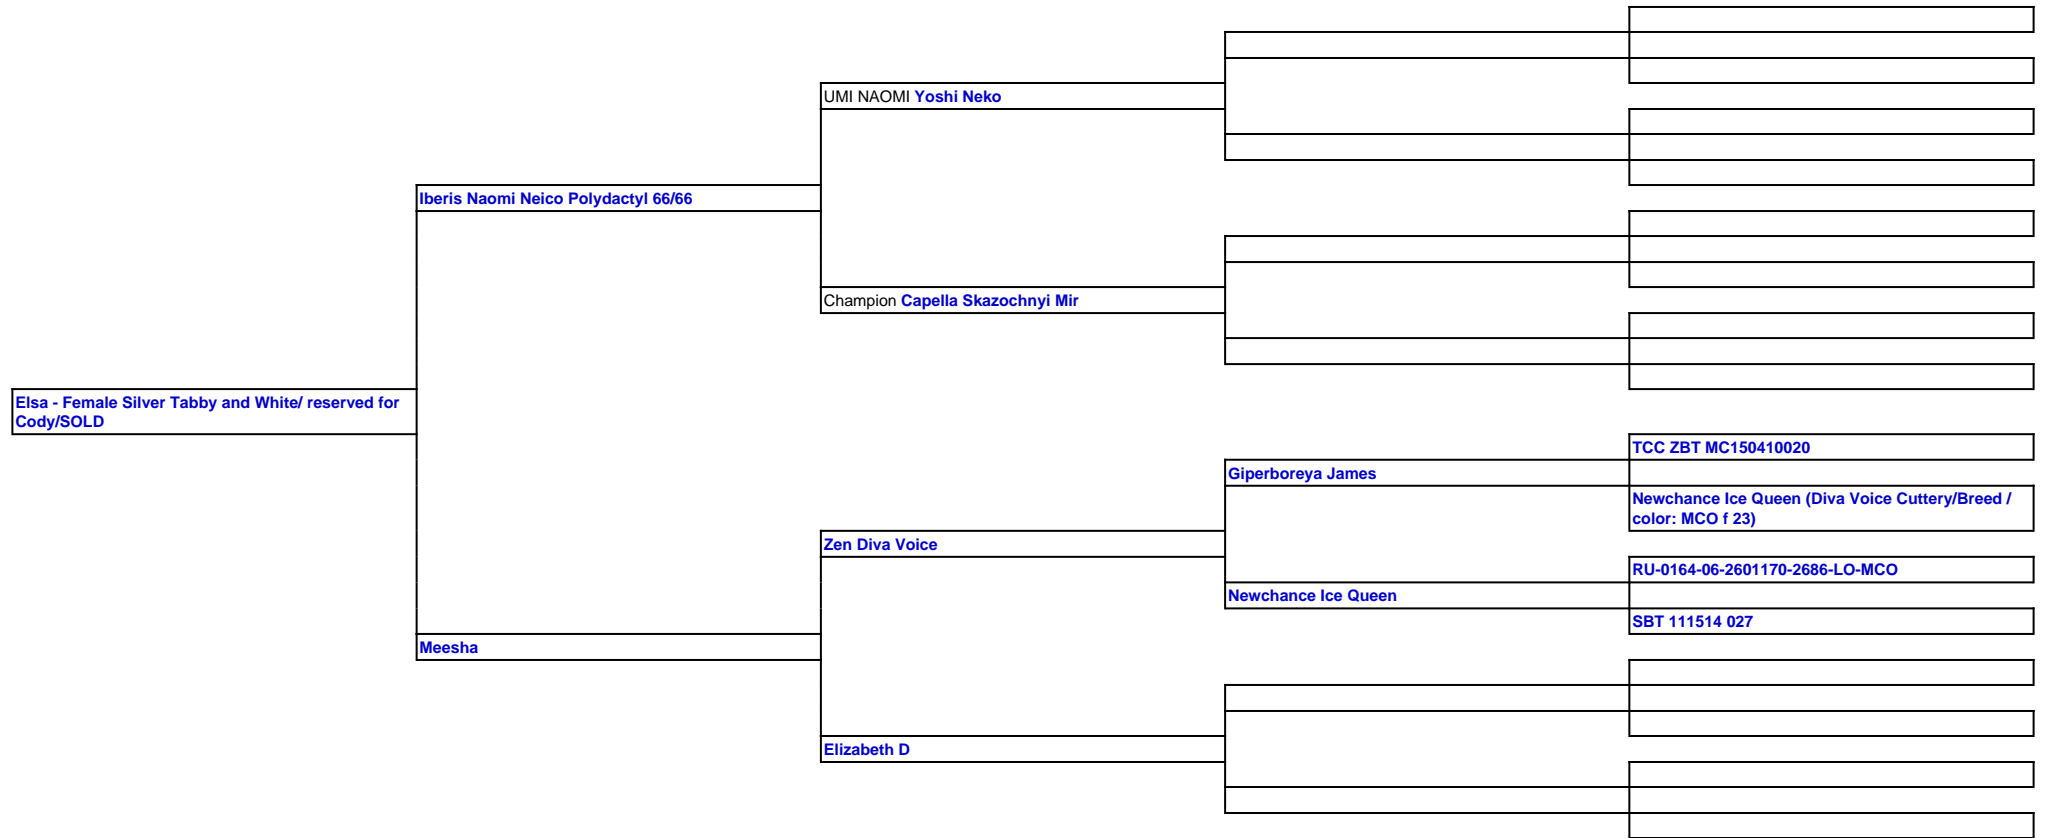 UMI NAOMI Yoshi Neko
Iberis Naomi Neico Polydactyl 66/66
Champion Capella Skazochnyi Mir
Elsa - Female Silver Tabby and White/ reserved for
Cody/SOLD
TCC ZBT MC150410020
Giperboreya James
Newchance Ice Queen (Diva Voice Cuttery/Breed /
color: MCO f 23)
Zen Diva Voice
RU-0164-06-2601170-2686-LO-MCO
Newchance Ice Queen
SBT 111514 027
Meesha
Elizabeth D